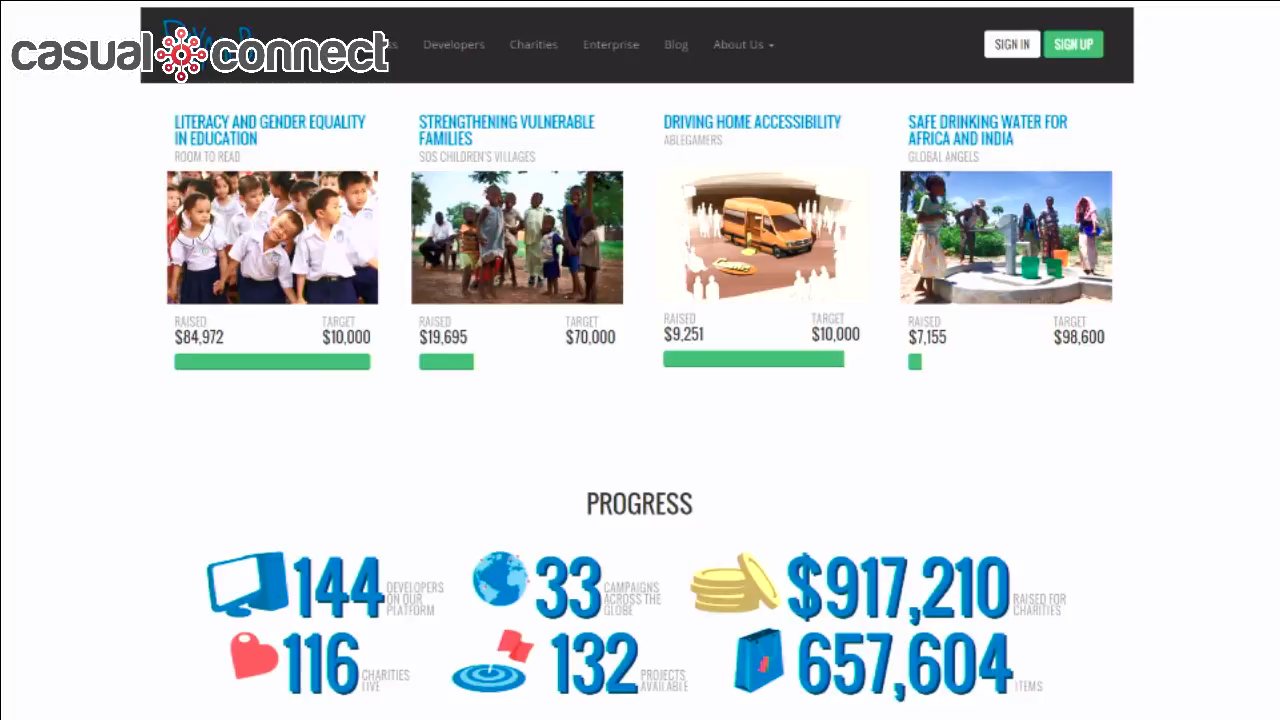 casual connect
Developers Charities Enterprise Blog About Us
SIGN IN SIGN UP
LITERACY AND GENDER EQUALITY
IN EDUCATION
ROOM TO READ
RAISED TARGET
$84,972 $10,000
STRENGTHENING VULNERABLE
FAMILIES
SOS CHILDREN'S VILLAGES
RAISED TARGET
$19,695 $70,000
DRIVING HOME ACCESSIBILITY
ABLEGAMERS
RAISED TARGET
$9,251 $10,000
SAFE DRINKING WATER FOR
AFRICA AND INDIA
GLOBAL ANGELS
RAISED TARGET
$7,155 $98,600
PROGRESS
144 DEVELOPERS
ON OUR
PLATFORM
33 CAMPAIGNS
ACROSS THE
GLOBE
$917,210 RAISED FOR
CHARITIES
116 CHARITIES
LIVE
132 PROJECTS
AVAILABLE
657,604 ITEMS